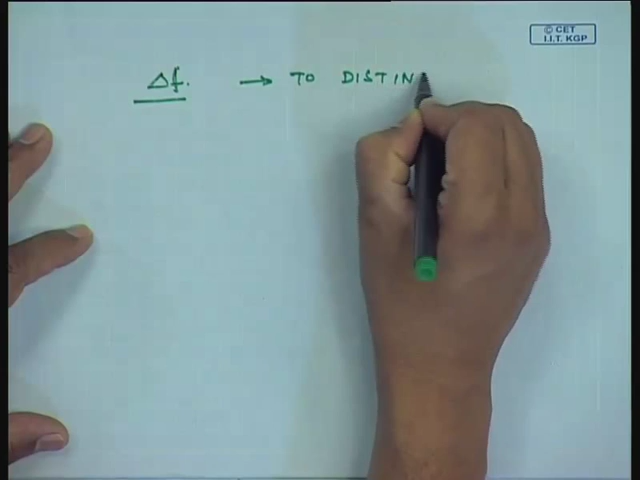 © CET
I.I.T. KGP
Δf. → TO DISTIN